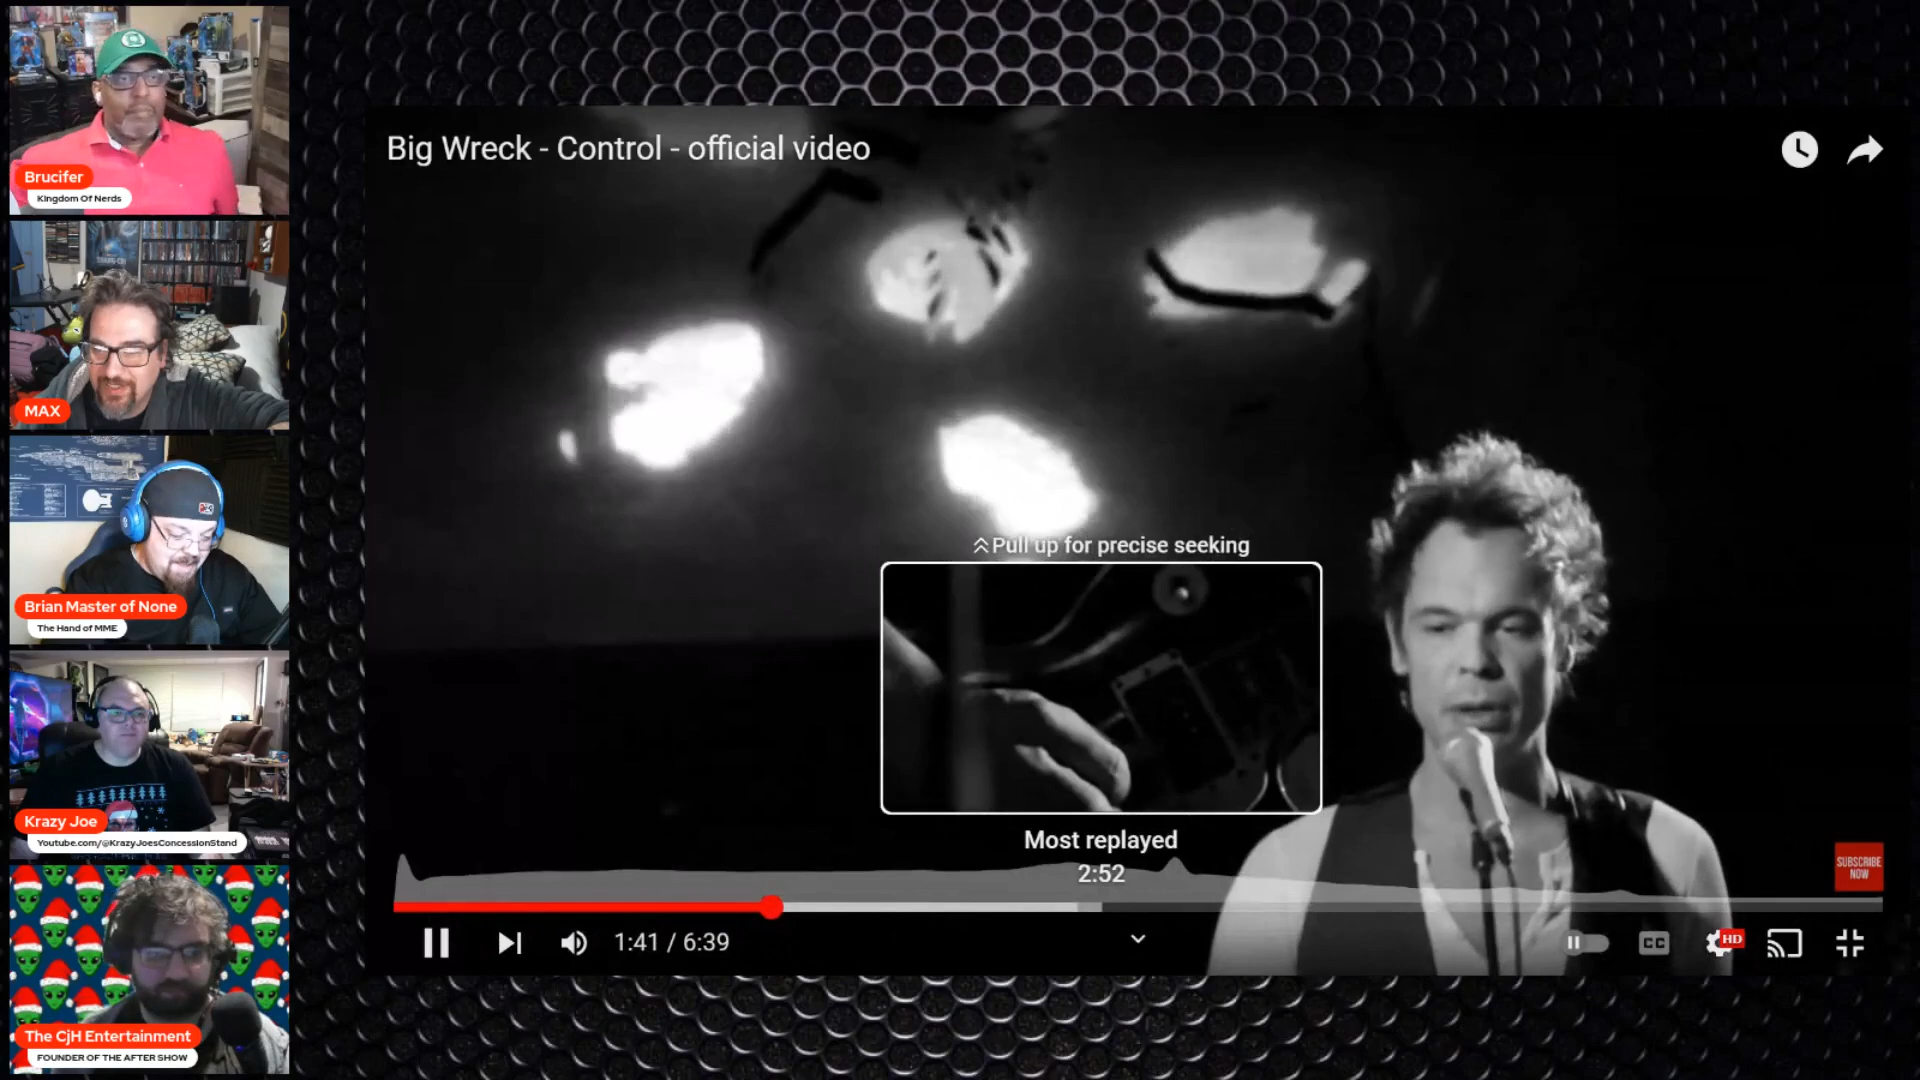 Brucifer
Kingdom Of Nerds
MAX
Brian Master of None
The Hand of MME
Krazy Joe
Youtube.com/@KrazyJoesConcessionStand
The CjH Entertainment
FOUNDER OF THE AFTER SHOW
Big Wreck - Control - official video
Pull up for precise seeking
Most replayed
2:52
SUBSCRIBE
NOW
1:41 / 6:39
CC
HD